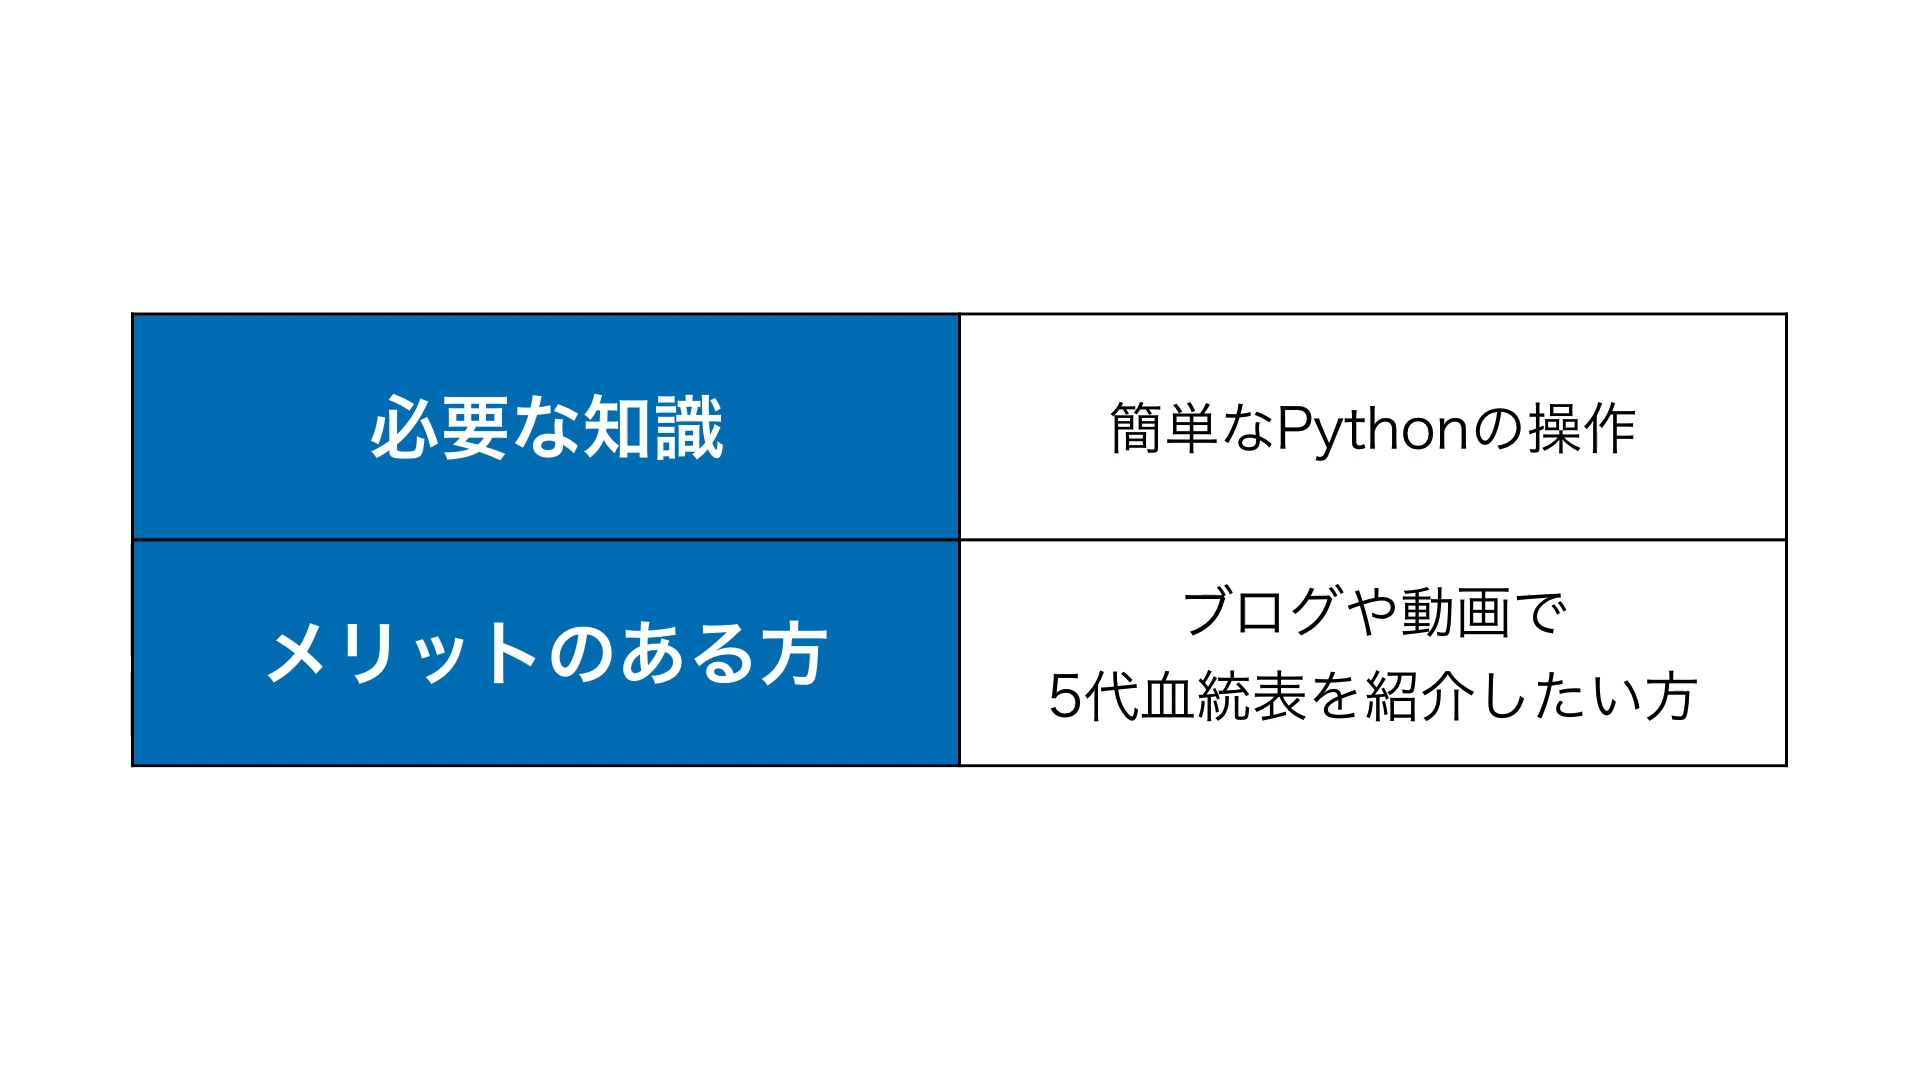 必要な知識
簡単なPythonの操作
メリットのある方
ブログや動画で
5代血統表を紹介したい方